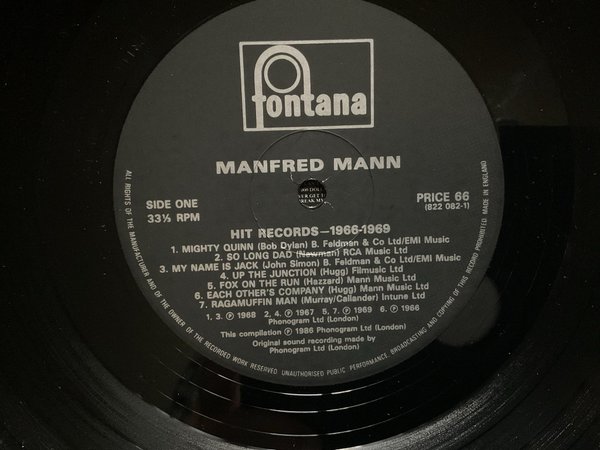 fontana
MANFRED MANN
SIDE ONE
33⅓ RPM
PRICE 66
(822 082-1)
HIT RECORDS—1966-1969
1. MIGHTY QUINN (Bob Dylan) B. Feldman & Co Ltd/EMI Music
2. SO LONG DAD (Newman) RCA Music Ltd
3. MY NAME IS JACK (John Simon) B. Feldman & Co Ltd/EMI Music
4. UP THE JUNCTION (Hugg) Filmusic Ltd
5. FOX ON THE RUN (Hazzard) Mann Music Ltd
6. EACH OTHER'S COMPANY (Hugg) Mann Music Ltd
7. RAGAMUFFIN MAN (Murray/Callander) Intune Ltd
1, 3. ℗ 1968 2, 4. ℗ 1967 5, 7. ℗ 1969 6. ℗ 1966
Phonogram Ltd (London)
This compilation ℗ 1986 Phonogram Ltd (London)
Original sound recording made by
Phonogram Ltd (London)
ALL RIGHTS OF THE MANUFACTURER AND OF THE OWNER OF THE RECORDED WORK RESERVED UNAUTHORISED PUBLIC PERFORMANCE, BROADCASTING AND COPYING OF THIS RECORD PROHIBITED MADE IN ENGLAND